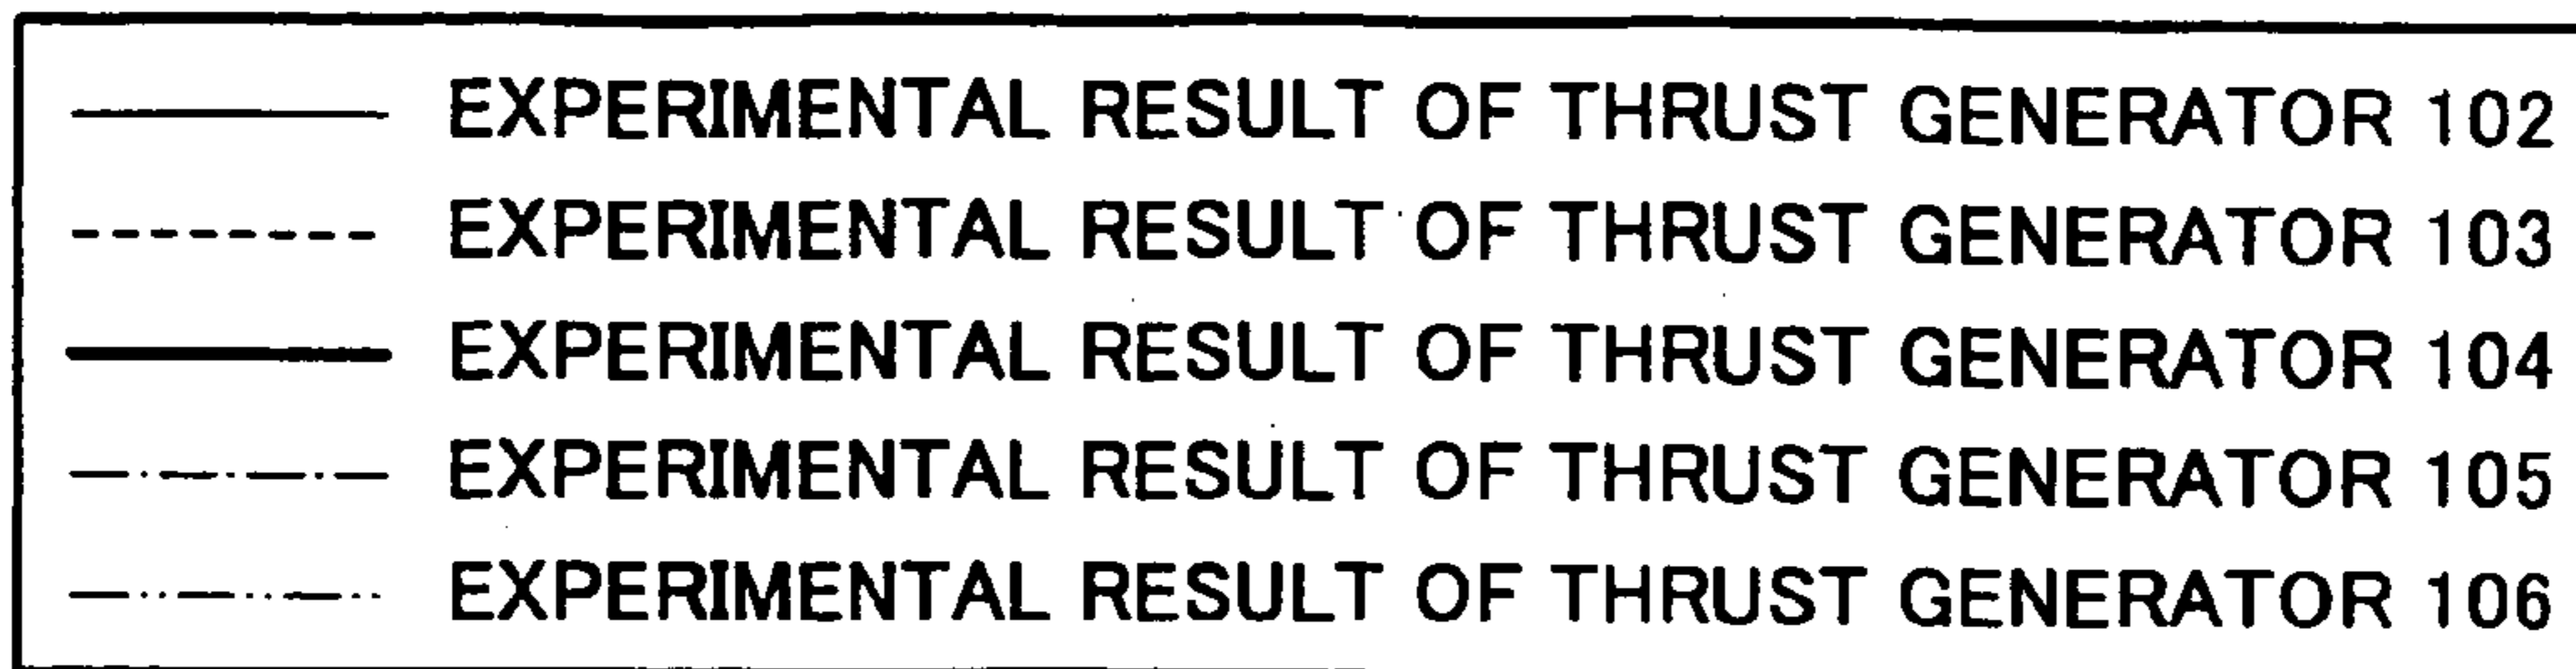 EXPERIMENTAL RESULT OF THRUST GENERATOR 102
EXPERIMENTAL RESULT OF THRUST GENERATOR 103
EXPERIMENTAL RESULT OF THRUST GENERATOR 104
EXPERIMENTAL RESULT OF THRUST GENERATOR 105
EXPERIMENTAL RESULT OF THRUST GENERATOR 106